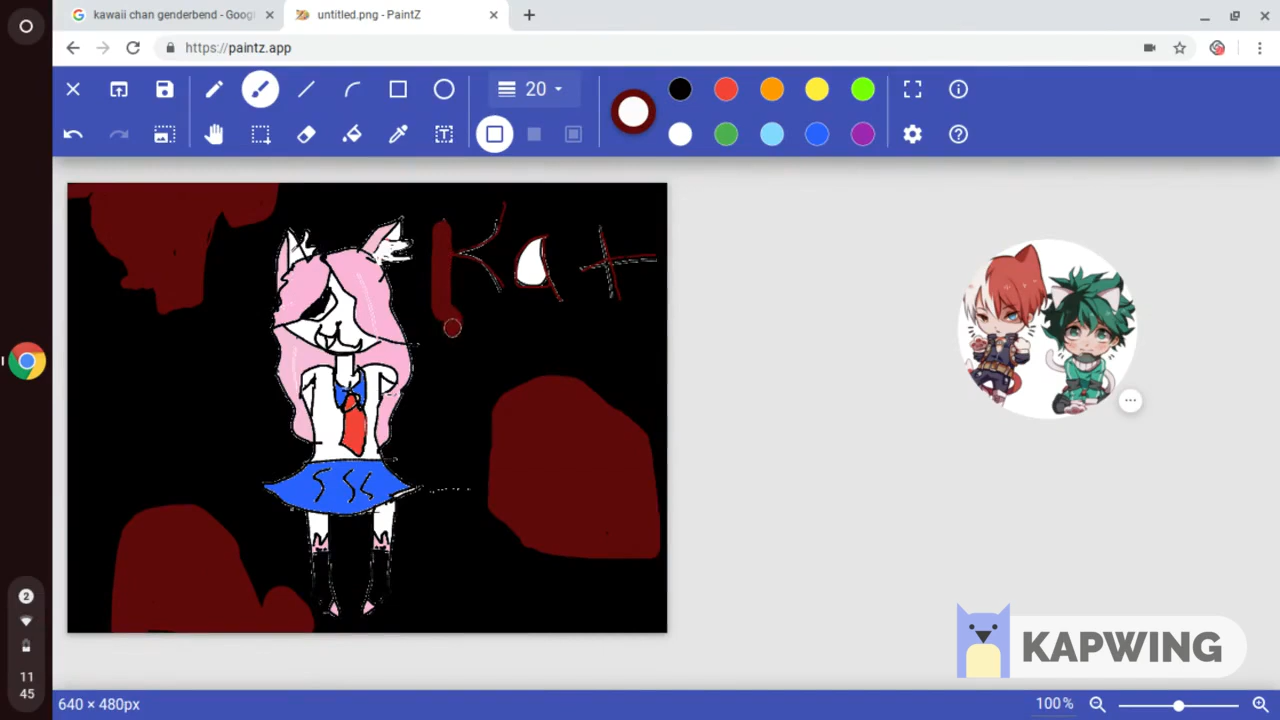 kawaii chan genderbend - Goog
untitled.png - PaintZ
https://paintz.app
20
Kat
SSC
KAPWING
2
11
45
640 × 480px
100%